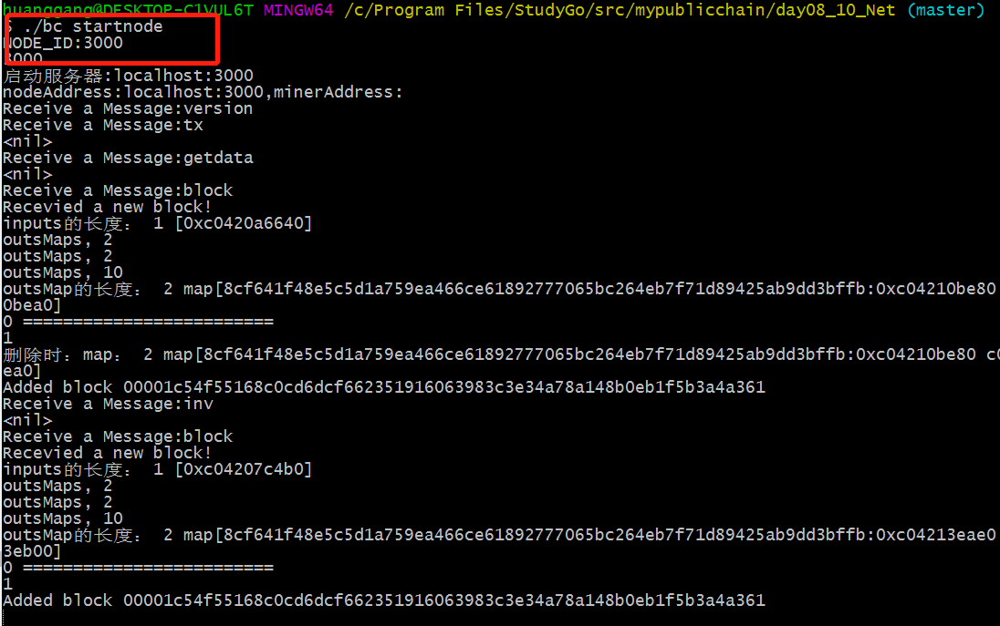 huanggang@DESKTOP-C1VUL6T MINGW64 /c/Program Files/StudyGo/src/mypublicchain/day08_10_Net (master)
$ ./bc startnode
NODE_ID:3000
3000
启动服务器:localhost:3000
nodeAddress:localhost:3000,minerAddress:
Receive a Message:version
Receive a Message:tx
<nil>
Receive a Message:getdata
<nil>
Receive a Message:block
Recevied a new block!
inputs的长度: 1 [0xc0420a6640]
outsMaps, 2
outsMaps, 2
outsMaps, 10
outsMap的长度: 2 map[8cf641f48e5c5d1a759ea466ce61892777065bc264eb7f71d89425ab9dd3bffb:0xc04210be80
0bea0]
0 =========================
1
删除时：map: 2 map[8cf641f48e5c5d1a759ea466ce61892777065bc264eb7f71d89425ab9dd3bffb:0xc04210be80 c0
ea0]
Added block 00001c54f55168c0cd6dcf662351916063983c3e34a78a148b0eb1f5b3a4a361
Receive a Message:inv
<nil>
Receive a Message:block
Recevied a new block!
inputs的长度: 1 [0xc04207c4b0]
outsMaps, 2
outsMaps, 2
outsMaps, 10
outsMap的长度: 2 map[8cf641f48e5c5d1a759ea466ce61892777065bc264eb7f71d89425ab9dd3bffb:0xc04213eae0
3eb00]
0 =========================
1
Added block 00001c54f55168c0cd6dcf662351916063983c3e34a78a148b0eb1f5b3a4a361